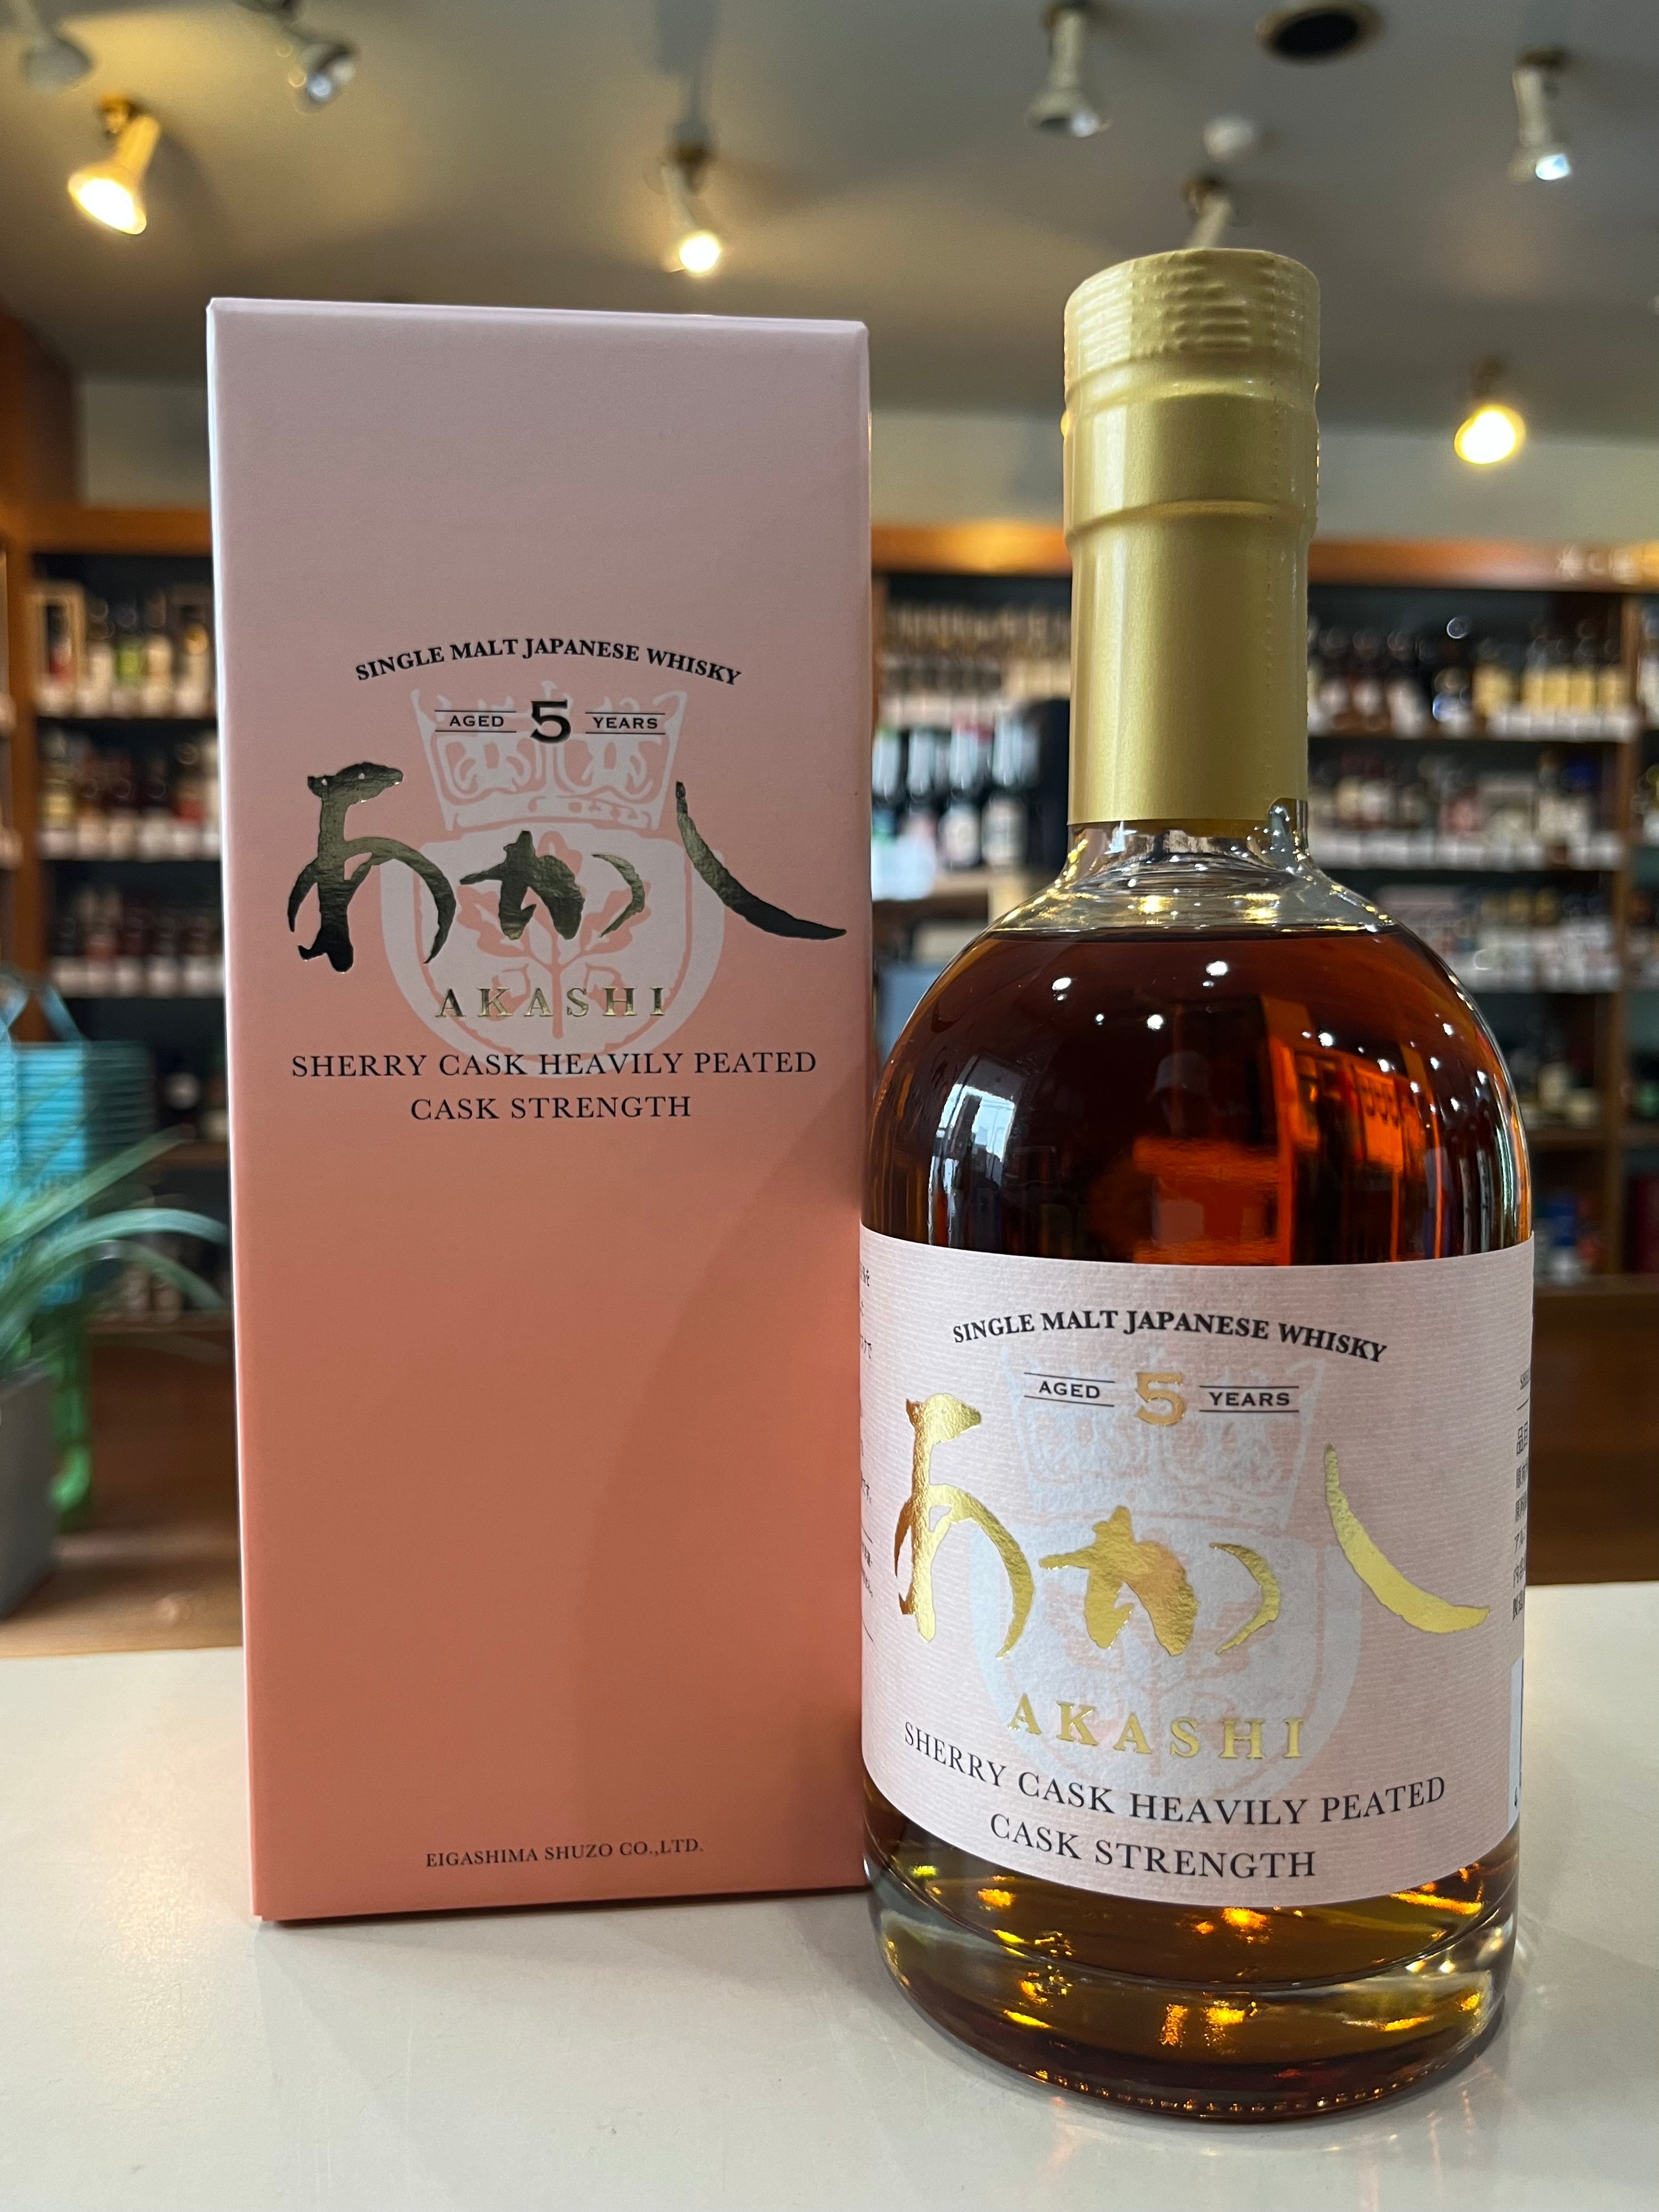 SINGLE MALT JAPANESE WHISKY
AGED 5 YEARS
あかし
AKASHI
SHERRY CASK HEAVILY PEATED
CASK STRENGTH
EIGASHIMA SHUZO CO.,LTD.
SINGLE MALT JAPANESE WHISKY
AGED 5 YEARS
あかし
AKASHI
SHERRY CASK HEAVILY PEATED
CASK STRENGTH